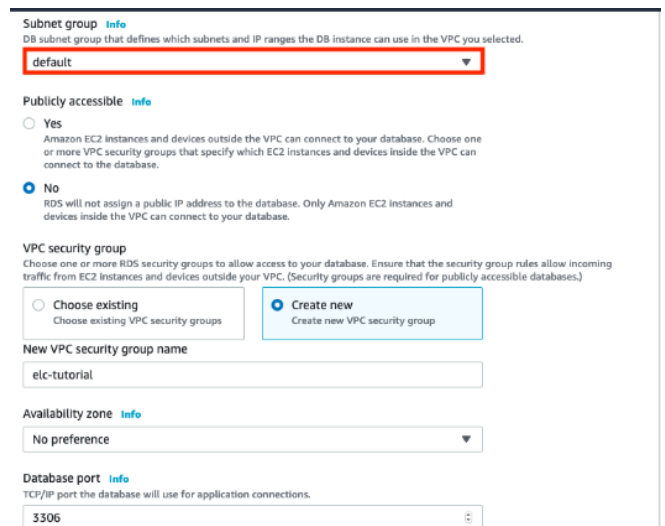 Subnet group Info
DB subnet group that defines which subnets and IP ranges the DB instance can use in the VPC you selected.
default
Publicly accessible Info
Yes
Amazon EC2 instances and devices outside the VPC can connect to your database. Choose one
or more VPC security groups that specify which EC2 instances and devices inside the VPC can
connect to the database.
No
RDS will not assign a public IP address to the database. Only Amazon EC2 instances and
devices inside the VPC can connect to your database.
VPC security group
Choose one or more RDS security groups to allow access to your database. Ensure that the security group rules allow incoming
traffic from EC2 instances and devices outside your VPC. (Security groups are required for publicly accessible databases.)
Choose existing
Choose existing VPC security groups
Create new
Create new VPC security group
New VPC security group name
elc-tutorial
Availability zone Info
No preference
Database port Info
TCP/IP port the database will use for application connections.
3306